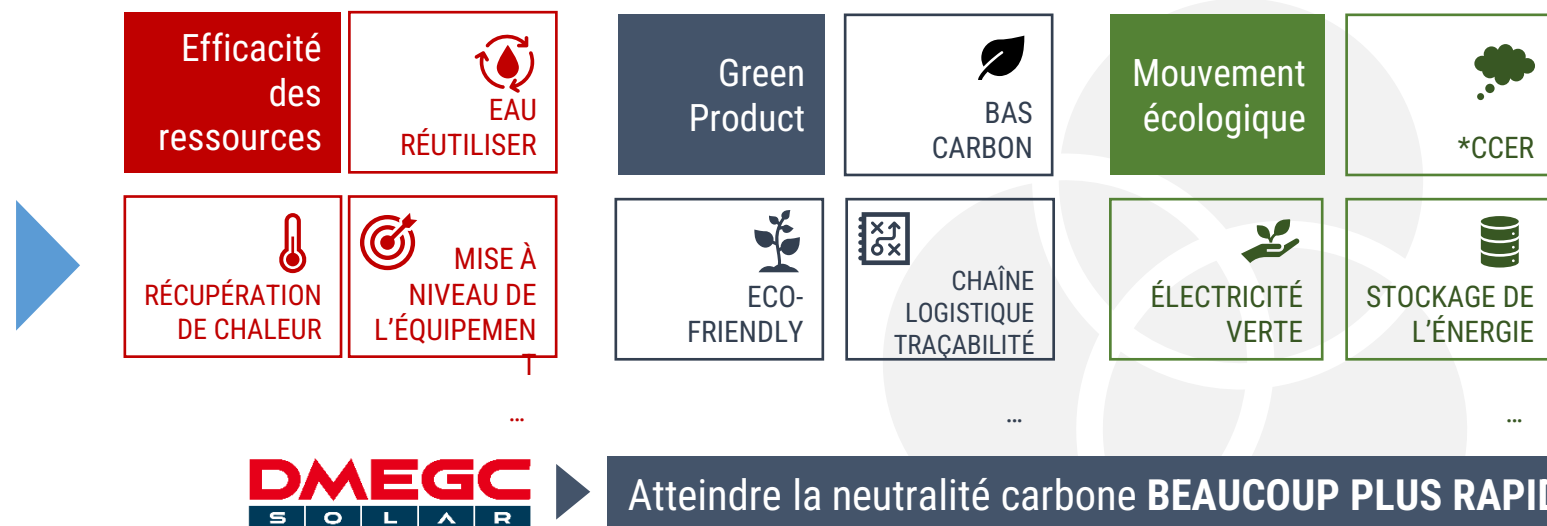 Efficacité
des
ressources
EAU
RÉUTILISER
RÉCUPÉRATION
DE CHALEUR
MISE À
NIVEAU DE
L’ÉQUIPEMEN
T
...
Green
Product
BAS
CARBON
ECO-
FRIENDLY
CHAÎNE
LOGISTIQUE
TRAÇABILITÉ
...
Mouvement
écologique
*CCER
ÉLECTRICITÉ
VERTE
STOCKAGE DE
L’ÉNERGIE
...
DMEGC
SOLAR
Atteindre la neutralité carbone BEAUCOUP PLUS